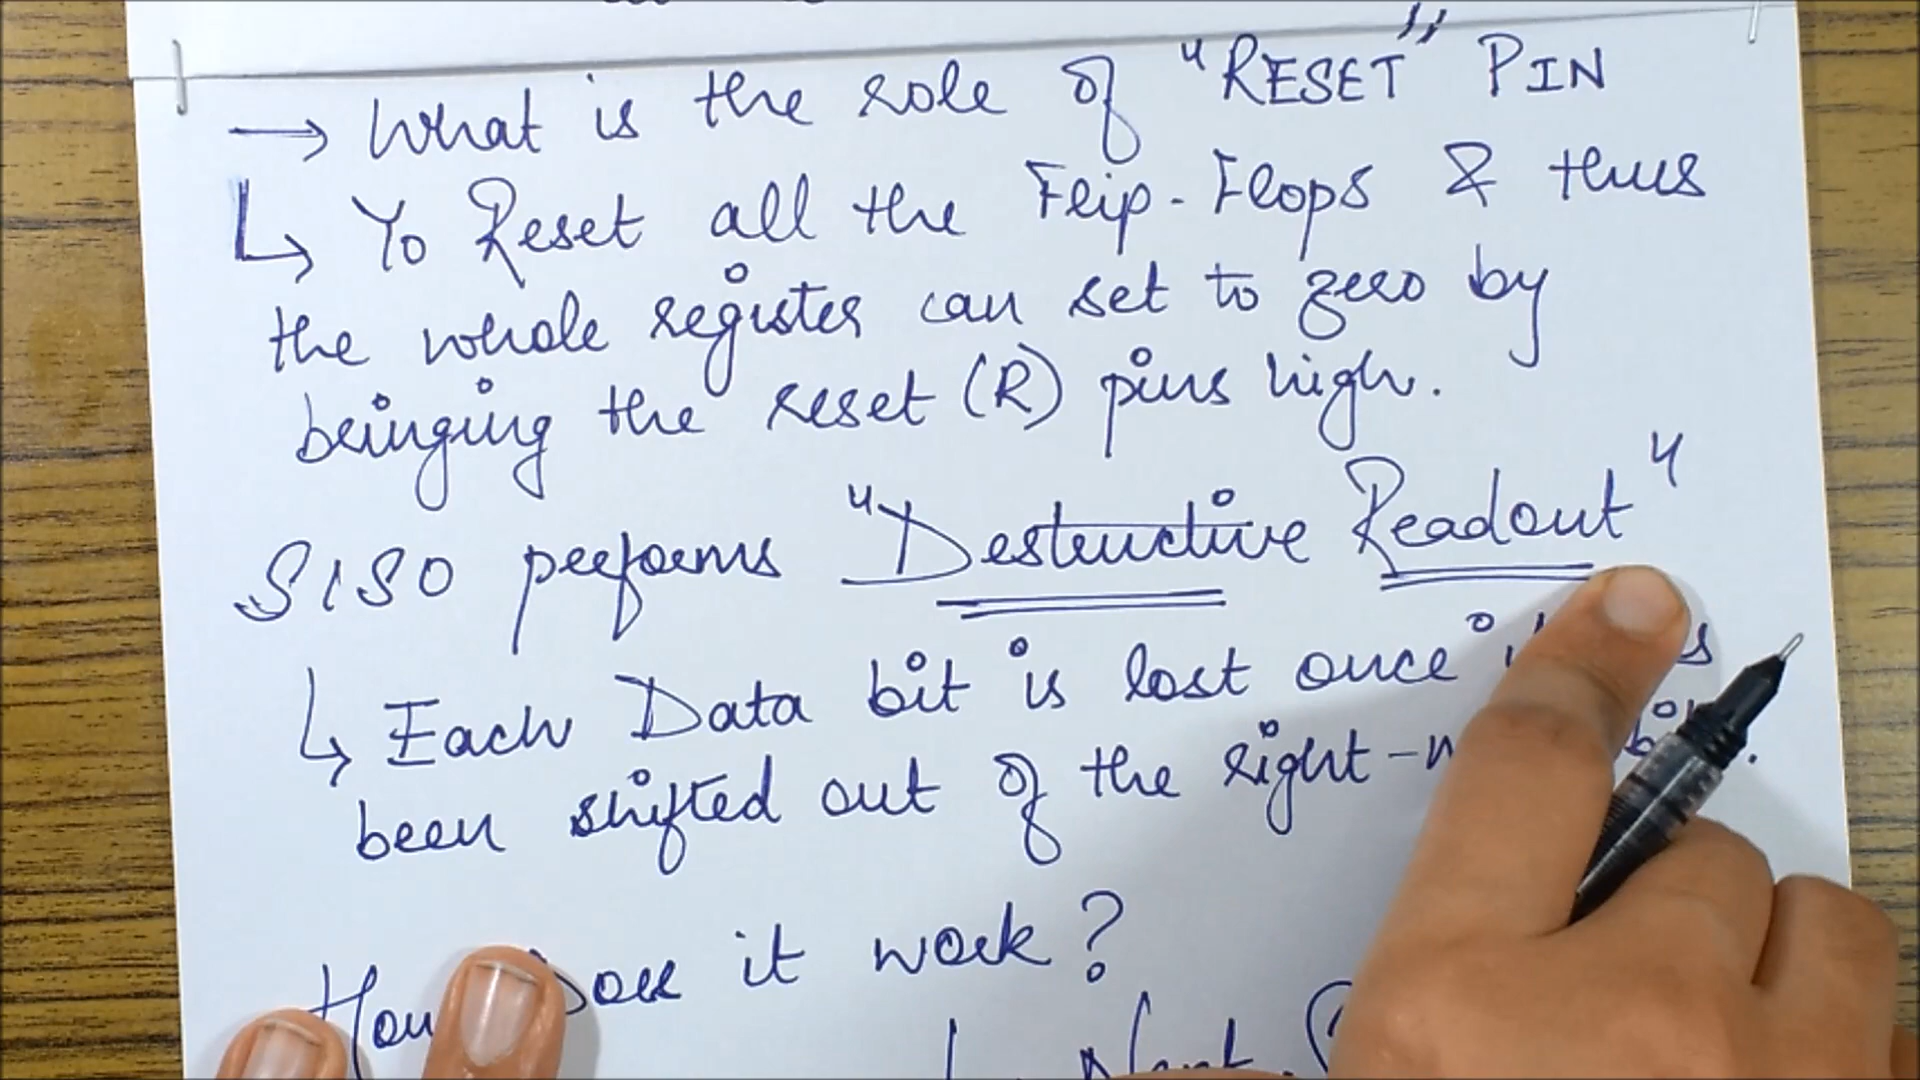 → What is the role of "RESET" PIN
↳ Yo Reset all the Flip-Flops & thus
the whole register can set to zero by
bringing the reset (R) pins high.
SISO performs "Destructive Readout"
↳ Each Data bit is lost once
been shifted out of the right-
it work?